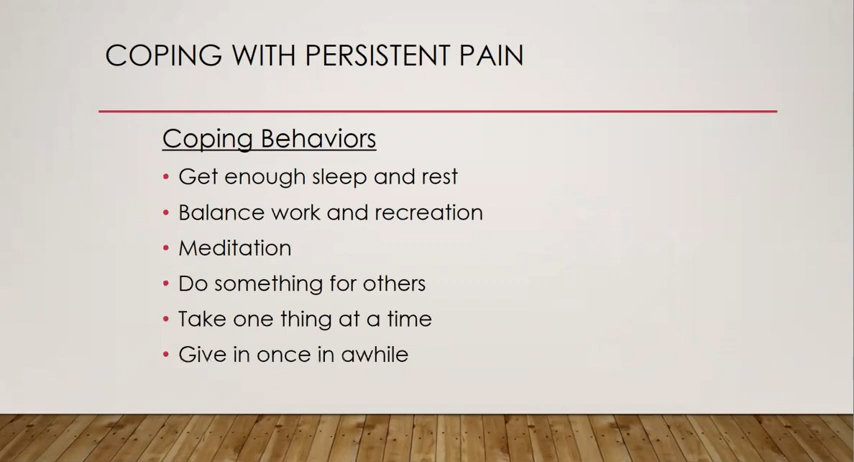 COPING WITH PERSISTENT PAIN
Coping Behaviors
• Get enough sleep and rest
• Balance work and recreation
• Meditation
• Do something for others
• Take one thing at a time
• Give in once in awhile